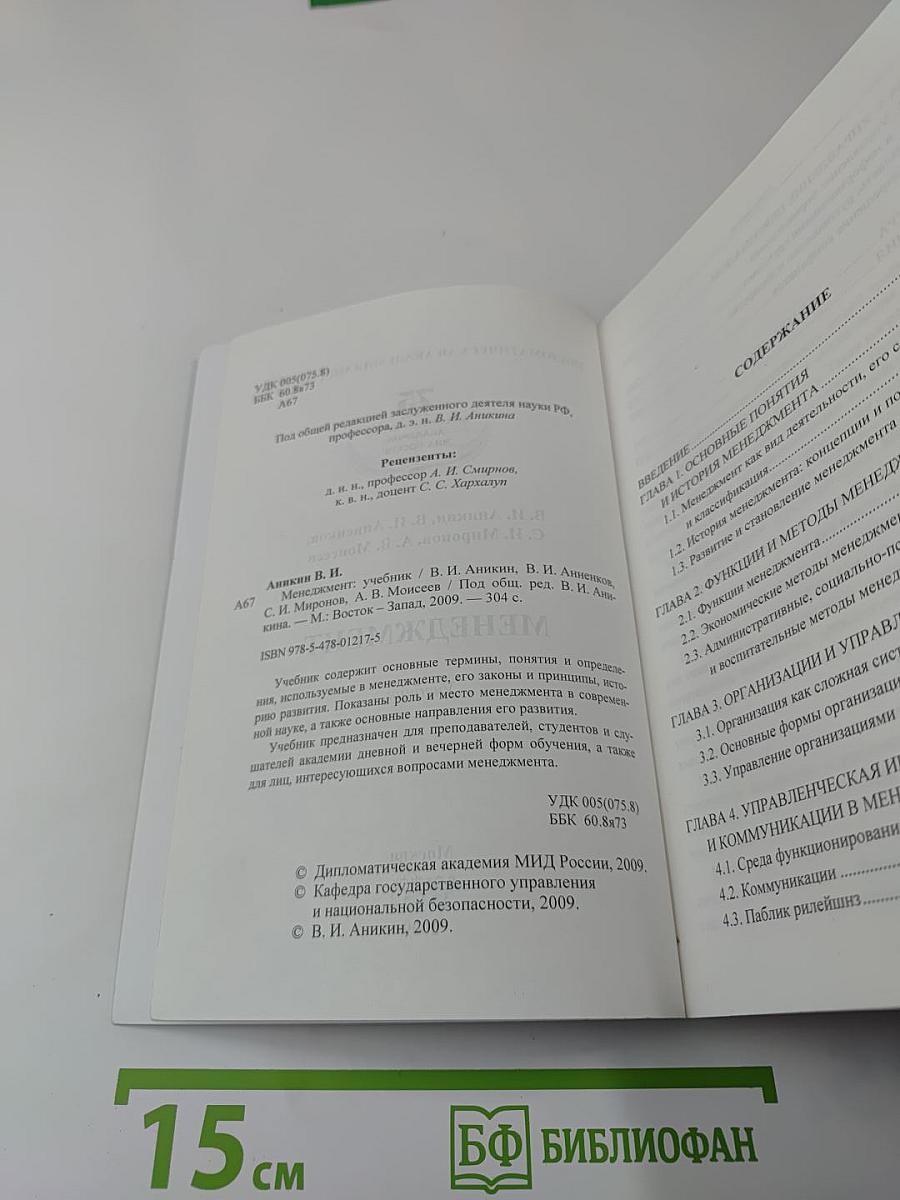 УДК 005(075.8)
ББК 60.8я73
А67
Под общей редакцией заслуженного деятеля науки РФ,
профессора, д. э. н. В. И. Аникина
Рецензенты:
д. и. н., профессор А. И. Смирнов,
к. в. н., доцент С. С. Хархалуп
Аникин В. И.
А67 Менеджмент: учебник / В. И. Аникин, В. И. Анненков,
С. И. Миронов, А. В. Моисеев / Под общ. ред. В. И. Ани-
кина. — М.: Восток – Запад, 2009. — 304 с.
ISBN 978-5-478-01217-5
Учебник содержит основные термины, понятия и определе-
ния, используемые в менеджменте, его законы и принципы, исто-
рию развития. Показаны роль и место менеджмента в современ-
ной науке, а также основные направления его развития.
Учебник предназначен для преподавателей, студентов и слу-
шателей академии дневной и вечерней форм обучения, а также
для лиц, интересующихся вопросами менеджмента.
УДК 005(075.8)
ББК 60.8я73
© Дипломатическая академия МИД России, 2009.
© Кафедра государственного управления
и национальной безопасности, 2009.
© В. И. Аникин, 2009.
СОДЕРЖАНИЕ
ВВЕДЕНИЕ
ГЛАВА 1. ОСНОВНЫЕ ПОНЯТИЯ
И ИСТОРИЯ МЕНЕДЖМЕНТА
1.1. Менеджмент как вид деятельности, его с
и классификация
1.2. История менеджмента: концепции и по
1.3. Развитие и становление менеджмента
ГЛАВА 2. ФУНКЦИИ И МЕТОДЫ МЕНЕДЖ
2.1. Функции менеджмента
2.2. Экономические методы менеджмен
2.3. Административные, социально-по
и воспитательные методы менед
ГЛАВА 3. ОРГАНИЗАЦИИ И УПРАВЛ
3.1. Организация как сложная сист
3.2. Основные формы организаци
3.3. Управление организациями
ГЛАВА 4. УПРАВЛЕНЧЕСКАЯ ИН
И КОММУНИКАЦИИ В МЕН
4.1. Среда функционировани
4.2. Коммуникации
4.3. Паблик рилейшнз
15 см
БФ БИБЛИОФАН